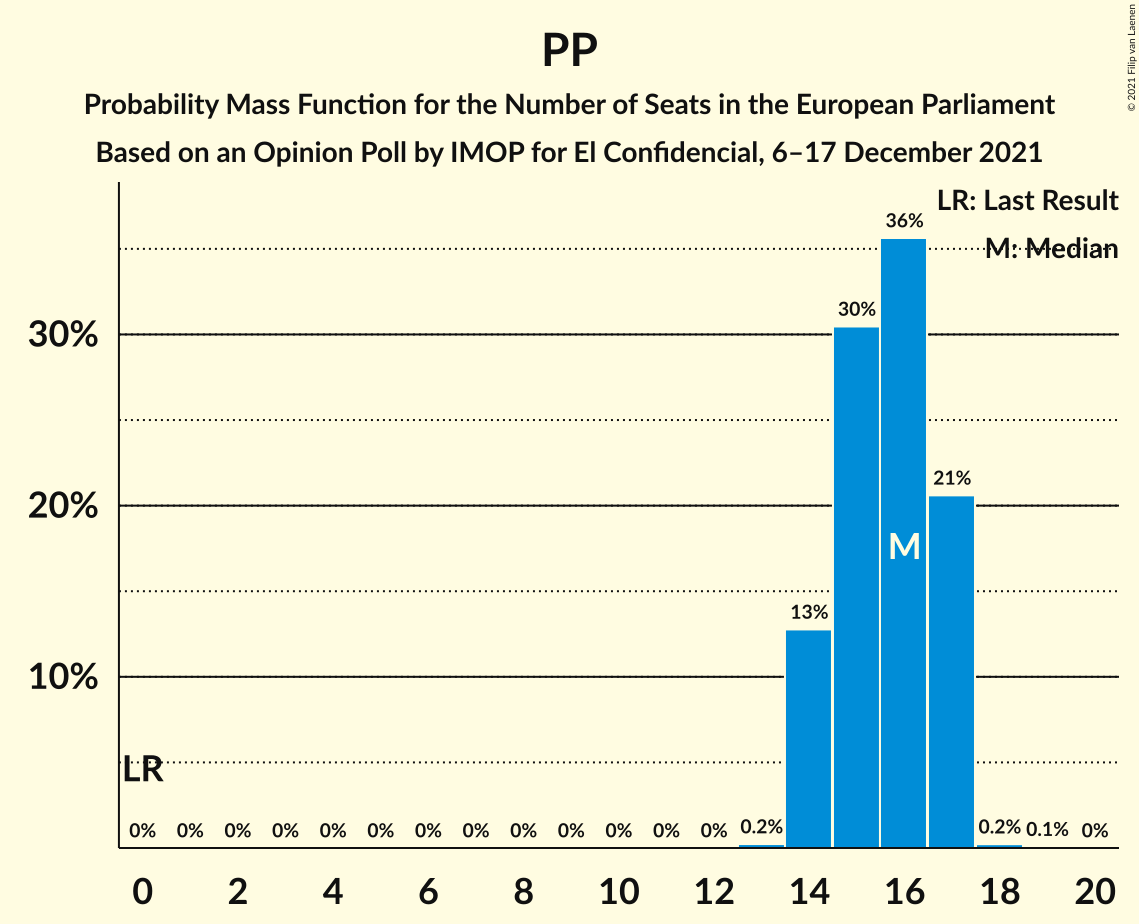 PP
Probability Mass Function for the Number of Seats in the European Parliament
Based on an Opinion Poll by IMOP for El Confidencial, 6–17 December 2021
© 2021 Filip van Laenen
LR: Last Result
M: Median
36%
30%
30%
21%
20%
M
13%
10%
LR
0% 0% 0% 0% 0% 0% 0% 0% 0% 0% 0% 0% 0% 0.2% 0.2% 0.1% 0%
0 2 4 6 8 10 12 14 16 18 20